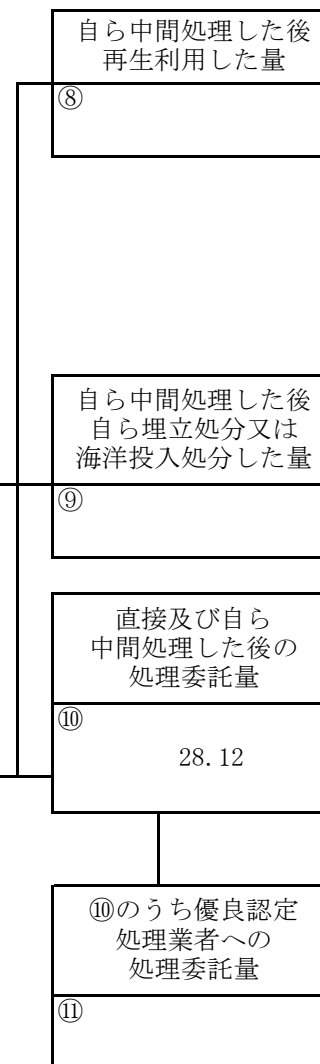 自ら中間処理した後
再生利用した量
⑧
自ら中間処理した後
自ら埋立処分又は
海洋投入処分した量
⑨
直接及び自ら
中間処理した後の
処理委託量
⑩
28.12
⑩のうち優良認定
処理業者への
処理委託量
⑪